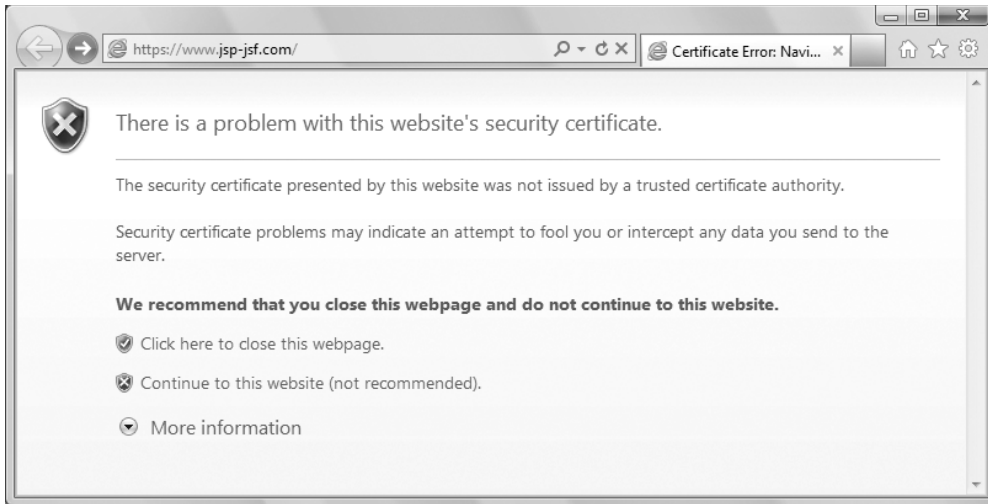 https://www.jsp-jsf.com/
Certificate Error: Navi...
There is a problem with this website's security certificate.
The security certificate presented by this website was not issued by a trusted certificate authority.
Security certificate problems may indicate an attempt to fool you or intercept any data you send to the
server.
We recommend that you close this webpage and do not continue to this website.
Click here to close this webpage.
Continue to this website (not recommended).
More information